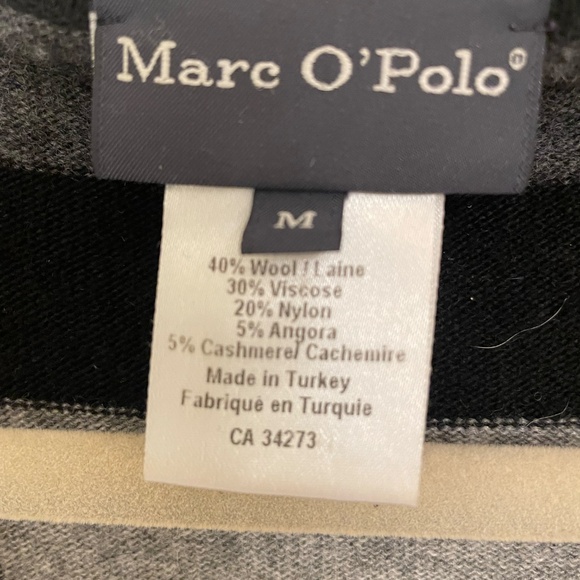 Marc O'Polo®
M
40% Wool / Laine
30% Viscose
20% Nylon
5% Angora
5% Cashmere/ Cachemire
Made in Turkey
Fabriqué en Turquie
CA 34273